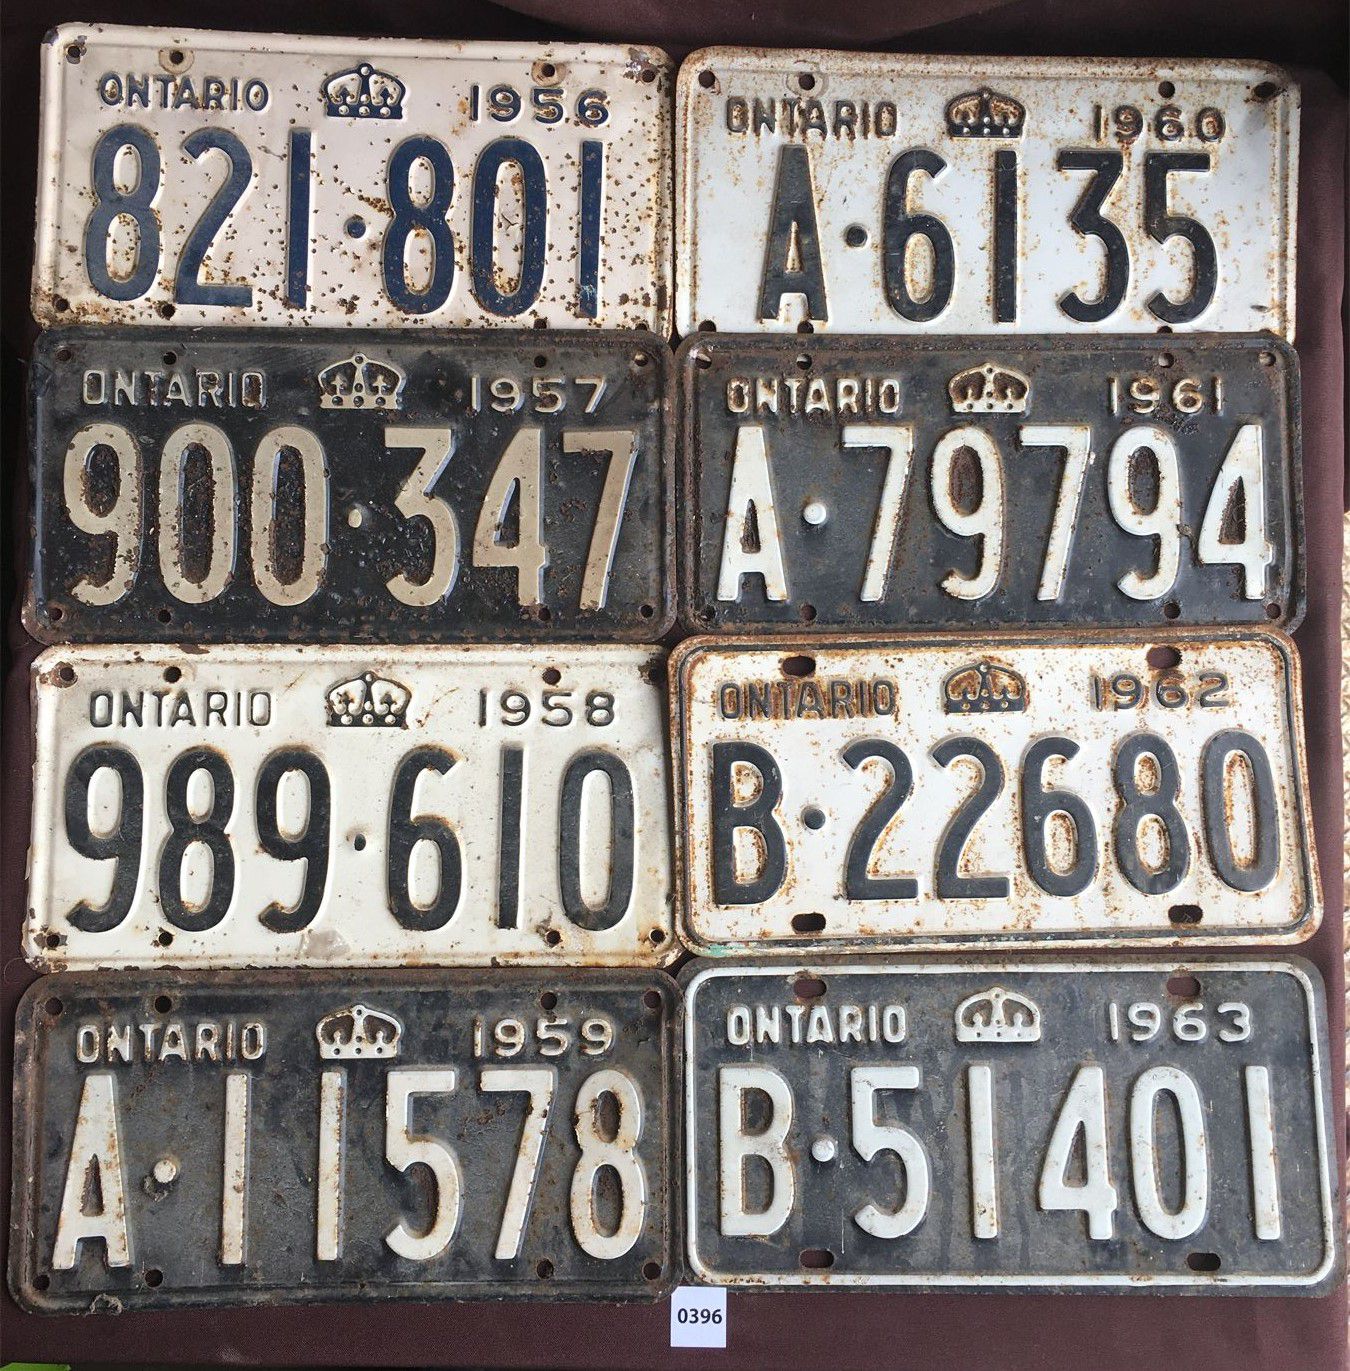 ONTARIO 1956
821·801
ONTARIO 1957
900·347
ONTARIO 1958
989·610
ONTARIO 1959
A·11578
ONTARIO 1960
A·6135
ONTARIO 1961
A·79794
ONTARIO 1962
B·22680
ONTARIO 1963
B·51401
0396